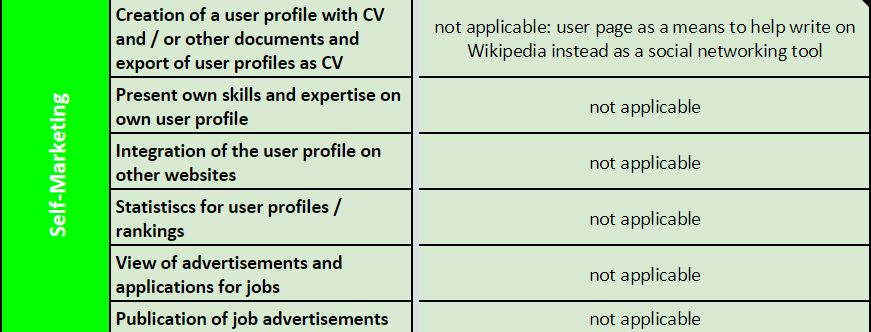 Self-Marketing
Creation of a user profile with CV
and / or other documents and
export of user profiles as CV
not applicable: user page as a means to help write on
Wikipedia instead as a social networking tool
Present own skills and expertise on
own user profile
not applicable
Integration of the user profile on
other websites
not applicable
Statistiscs for user profiles /
rankings
not applicable
View of advertisements and
applications for jobs
not applicable
Publication of job advertisements
not applicable